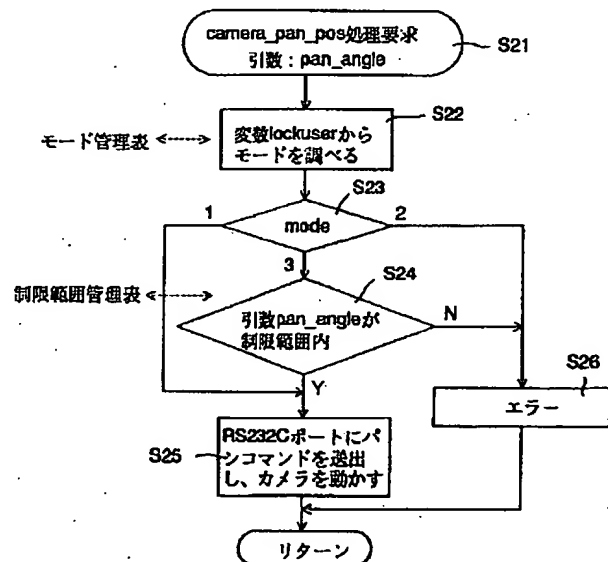 camera_pan_pos処理要求
引数：pan_angle
S21
S22
モード管理表
変数lockuserから
モードを調べる
S23
1
mode
2
3
S24
制限範囲管理表
引数pan_angleが
制限範囲内
N
Y
S26
エラー
S25
RS232Cポートにパ
ンコマンドを送出
し、カメラを動かす
リターン